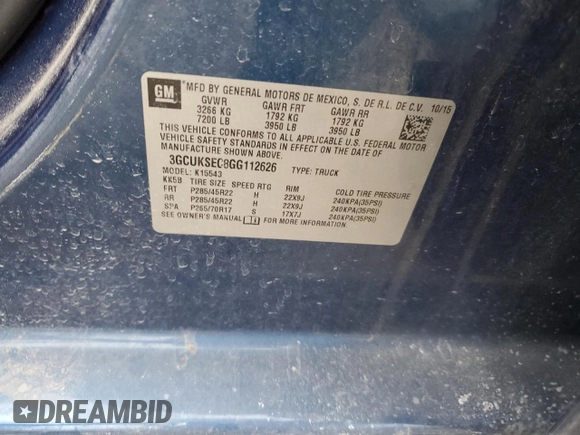 GM
MFD BY GENERAL MOTORS DE MEXICO, S. DE R.L. DE C.V. 10/15
GVWR GAWR FRT GAWR RR
3266 KG 1792 KG 1792 KG
7200 LB 3950 LB 3950 LB
THIS VEHICLE CONFORMS TO ALL APPLICABLE U.S. FEDERAL MOTOR
VEHICLE SAFETY STANDARDS IN EFFECT ON THE DATE OF
MANUFACTURE SHOWN ABOVE.
3GCUKSEC8GG112626 TYPE: TRUCK
MODEL: K15543
KK5B TIRE SIZE SPEED RTG RIM COLD TIRE PRESSURE
FRT P285/45R22 H 22X9J 240KPA(35PSI)
RR P285/45R22 H 22X9J 240KPA(35PSI)
SPA P265/70R17 S 17X7J 240KPA(35PSI)
SEE OWNER'S MANUAL FOR MORE INFORMATION.
DREAMBID